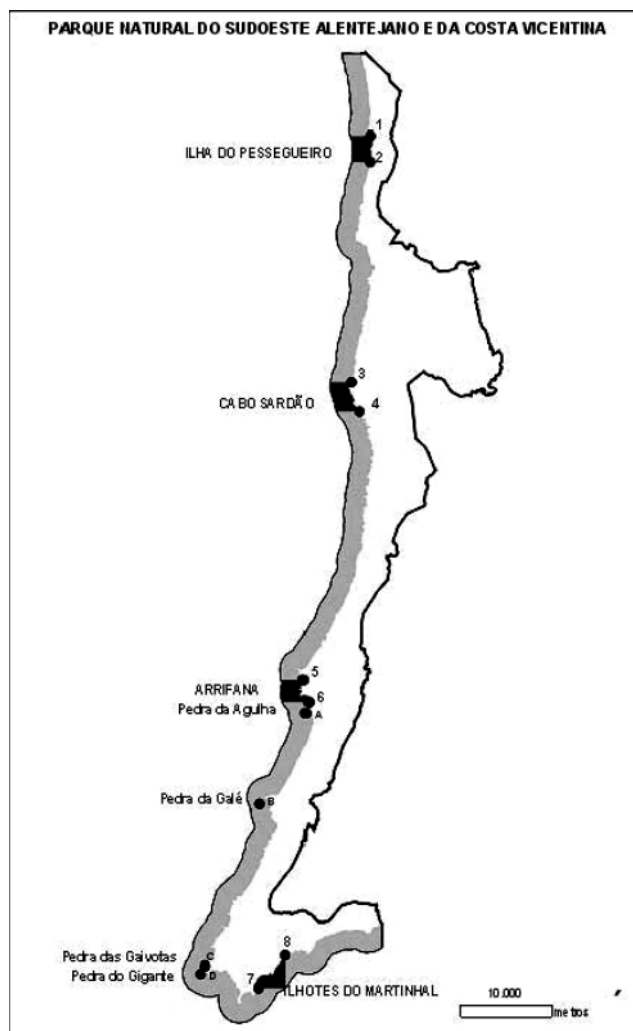 PARQUE NATURAL DO SUDOESTE ALENTEJANO E DA COSTA VICENTINA
1
ILHA DO PESSEGUEIRO
2
3
CABO SARDÃO
4
5
ARRIFANA
6
Pedra da Agulha
A
Pedra da Galé
B
8
Pedra das Gaivotas
C
Pedra do Gigante
D
7
ILHOTES DO MARTINHAL
10.000
metros